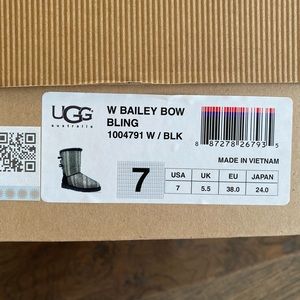 UGG
australia
W BAILEY BOW
BLING
1004791 W / BLK
8 87278 26793 5
MADE IN VIETNAM
7
USA UK EU JAPAN
7 5.5 38.0 24.0